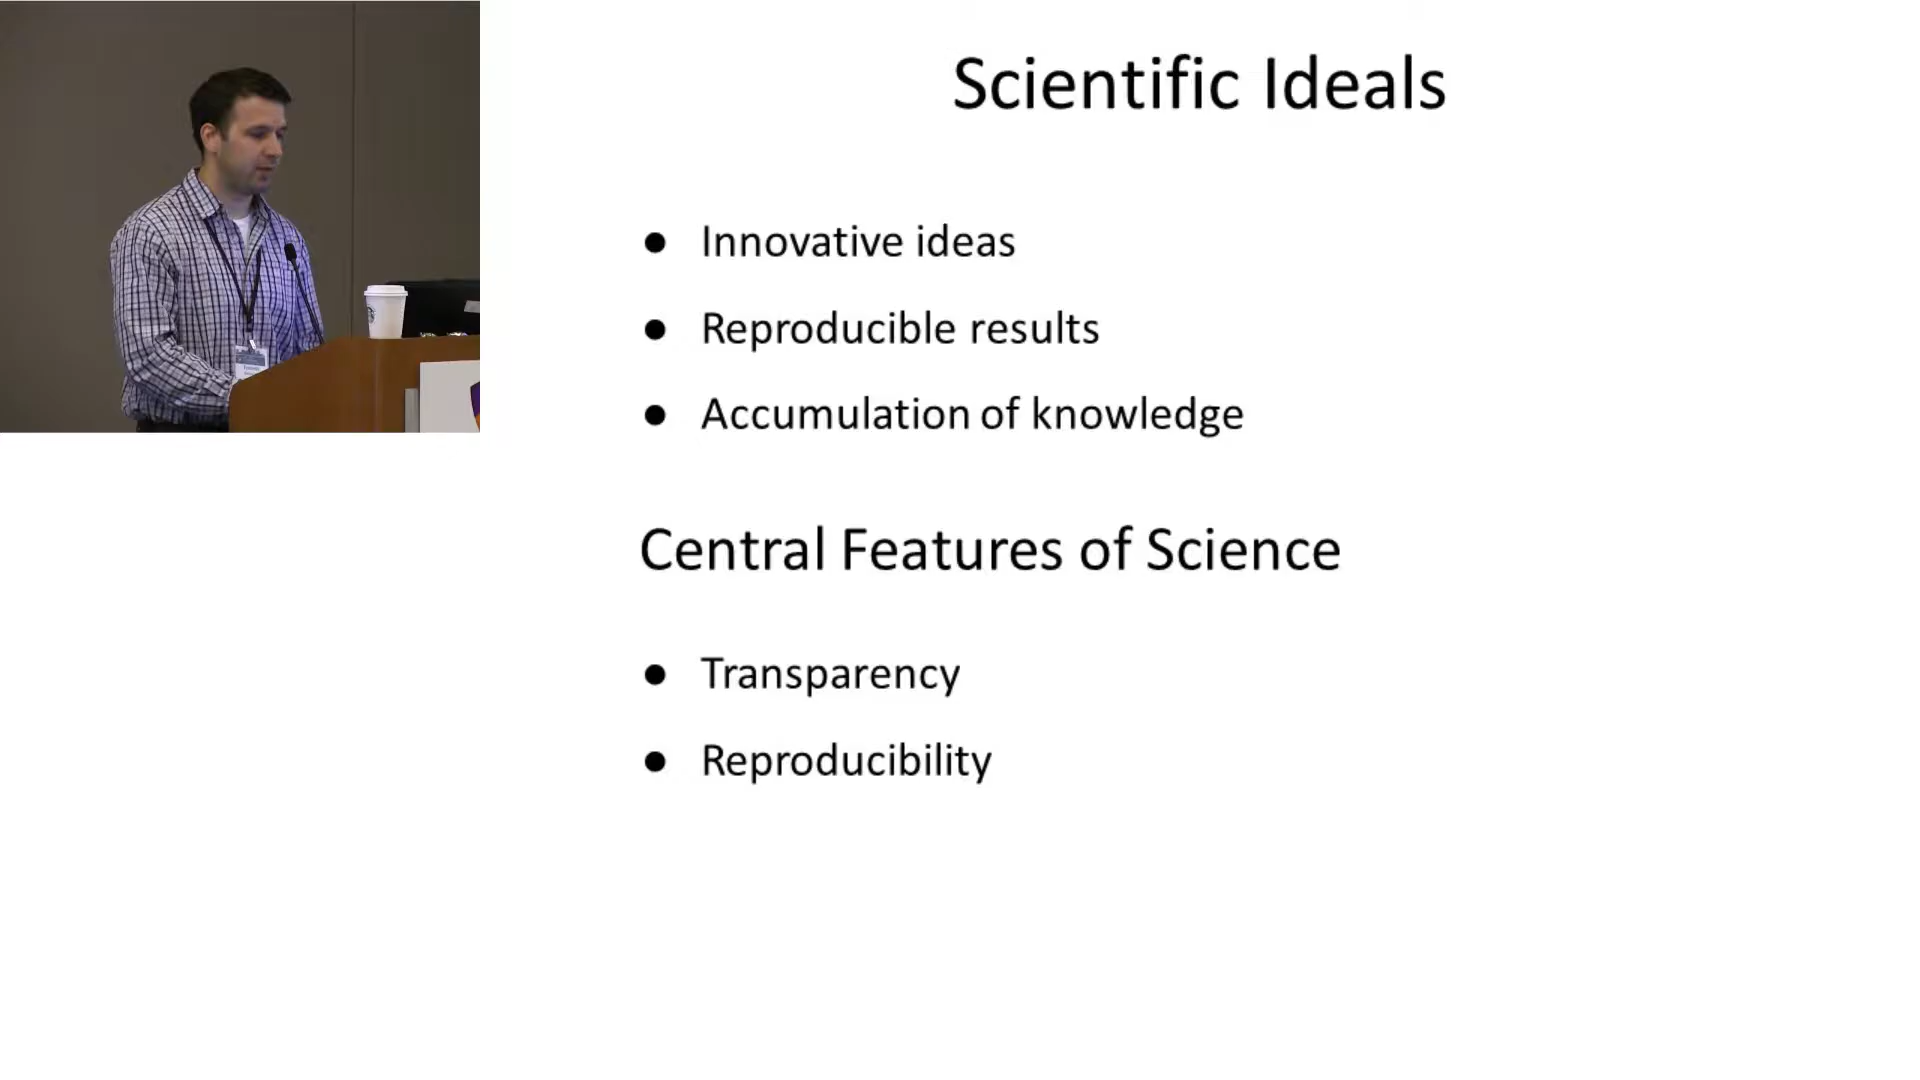 Scientific Ideals
● Innovative ideas
● Reproducible results
● Accumulation of knowledge
Central Features of Science
● Transparency
● Reproducibility